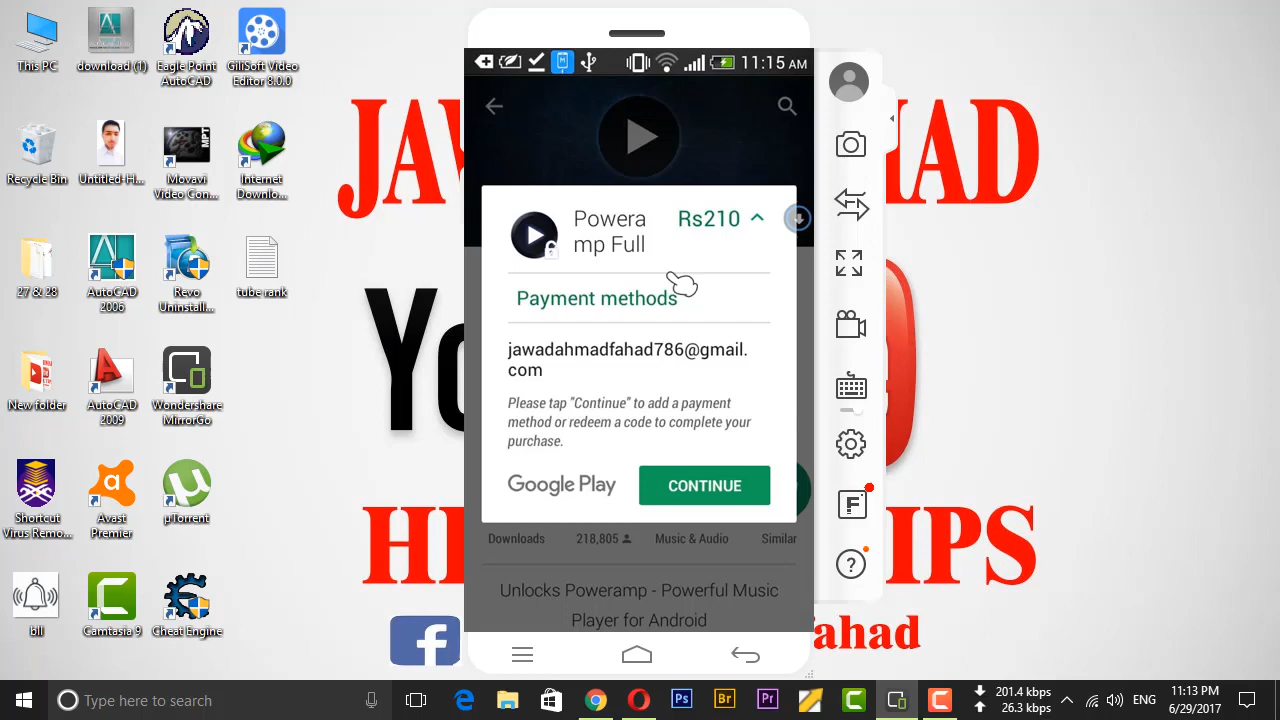 This PC
download (1)
Eagle Point
AutoCAD
GiliSoft Video
Editor 8.0.0
Recycle Bin
Untitled-H...
MPT
Movavi
Video Con...
Internet
Downlo...
27 & 28
AutoCAD
2006
Revo
Uninstall...
tube rank
New folder
AutoCAD
2009
Wondershare
MirrorGo
Shortcut
Virus Remo...
Avast
Premier
µTorrent
bll
Camtasia 9
Cheat Engine
11:15 AM
Powera
mp Full
Rs210
Payment methods
jawadahmadfahad786@gmail.
com
Please tap "Continue" to add a payment
method or redeem a code to complete your
purchase.
Google Play
CONTINUE
Downloads
218,805
Music & Audio
Similar
Unlocks Poweramp - Powerful Music
Player for Android
F
?
f
ahad
Type here to search
Ps
Br
Pr
201.4 kbps
26.3 kbps
ENG
11:13 PM
6/29/2017